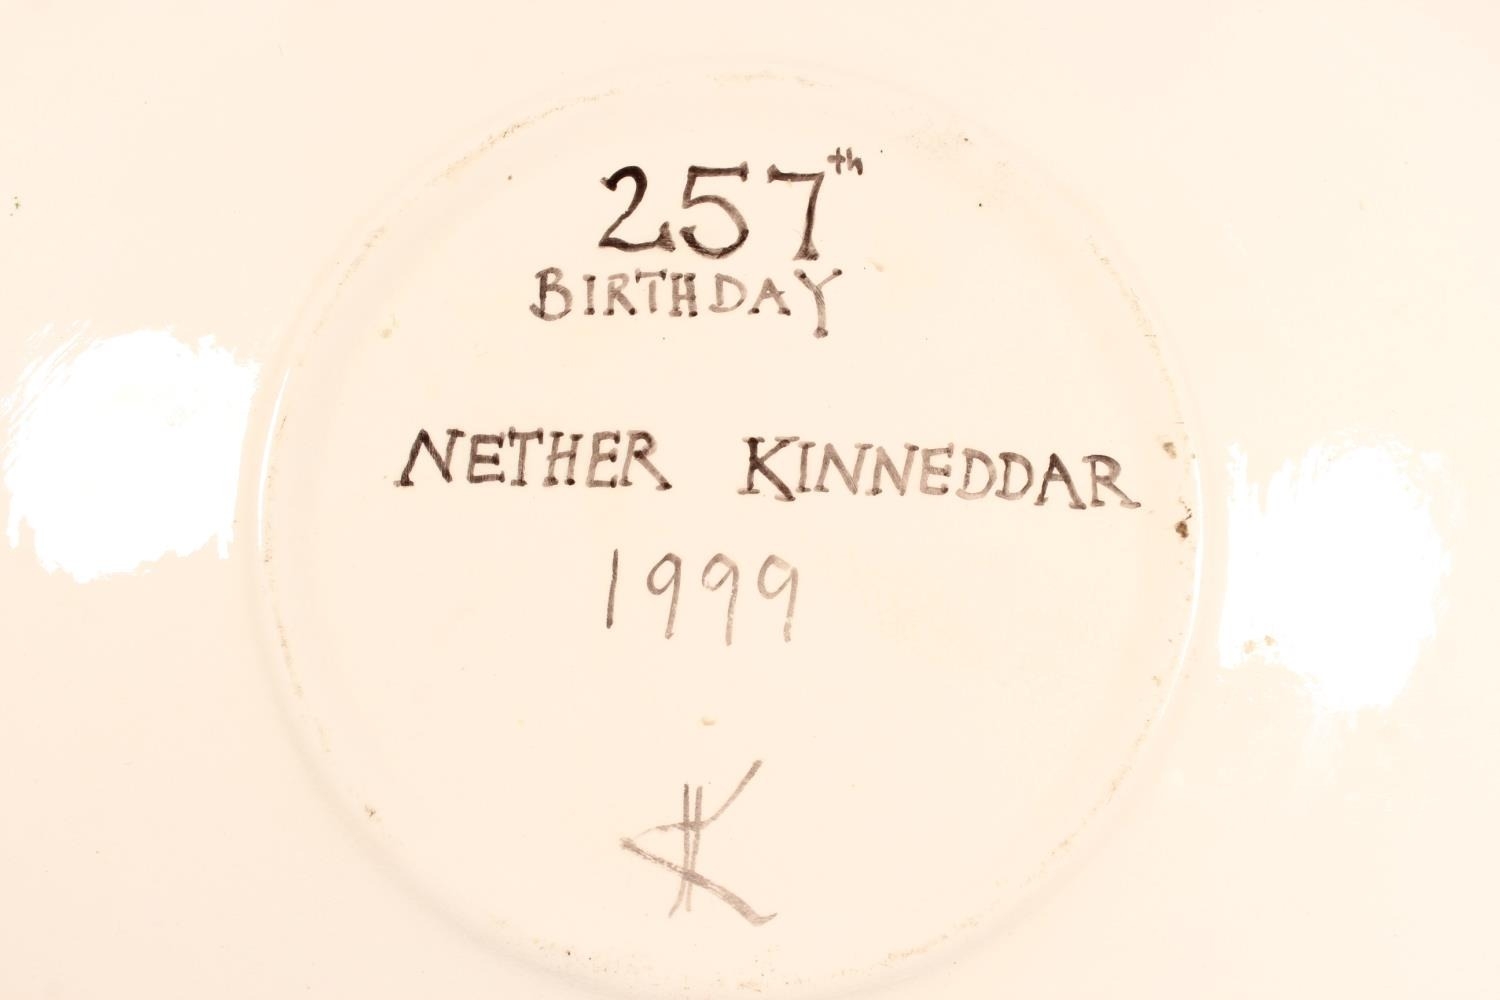 257th
BIRTHDAY
NETHER KINNEDDAR
1999
K